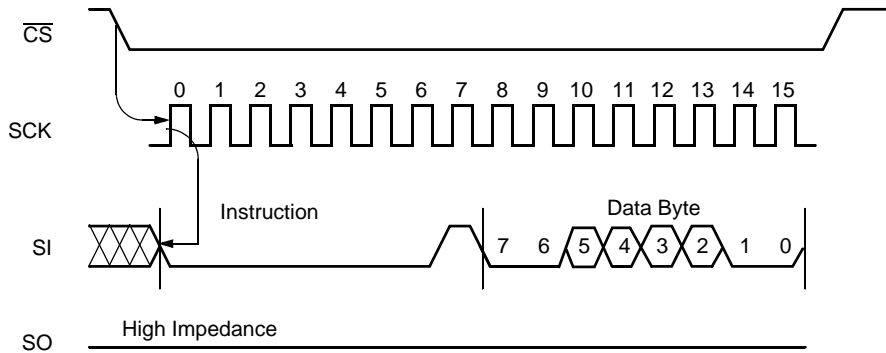 CS
0 1 2 3 4 5 6 7 8 9 10 11 12 13 14 15
SCK
Instruction
Data Byte
SI
7 6 5 4 3 2 1 0
High Impedance
SO